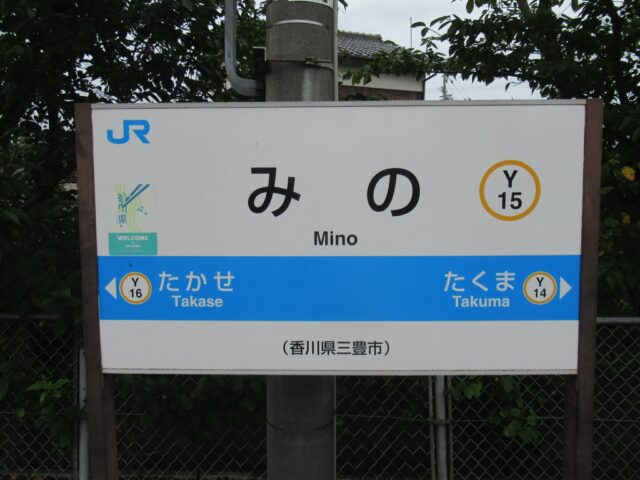 JR
みの
Y
15
Mino
WELCOME
Y
16
たかせ
Takase
たくま
Takuma
Y
14
（香川県三豊市）